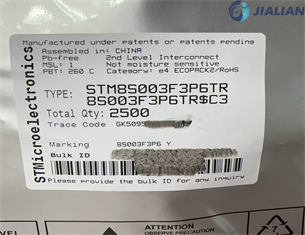 JIALIAN
Manufactured under patents or patents pending
Assembled in: CHINA
Pb-free 2nd Level Interconnect
MSL: 1 Not moisture sensitive
PBT: 260 C Category: e4 ECOPACK2/RoHS
TYPE: STM8S003F3P6TR
8S003F3P6TR$C3
Total Qty: 2500
Trace Code GK5095
Marking 8S003F3P6 Y
Bulk ID
Please provide the bulk ID for any inquiry
STMicroelectronics
ATTENTION